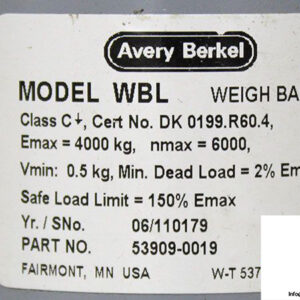 Avery Berkel
MODEL WBL WEIGH BA
Class C↓, Cert No. DK 0199.R60.4,
Emax = 4000 kg, nmax = 6000,
Vmin: 0.5 kg, Min. Dead Load = 2% Em
Safe Load Limit = 150% Emax
Yr. / SNo. 06/110179
PART NO. 53909-0019
FAIRMONT, MN USA W-T 537